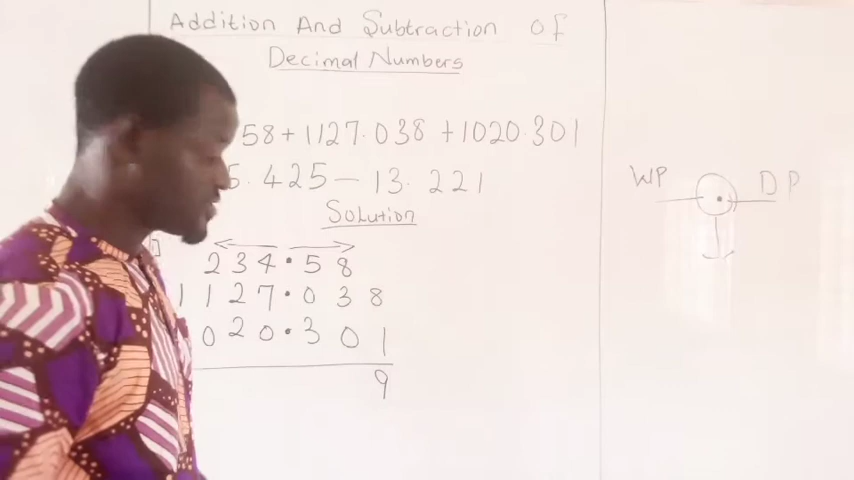 Addition And Subtraction of
Decimal Numbers
58 + 1127.038 + 1020.301
5.425 — 13.221
Solution
234.58
1127.038
020.301
9
WP DP